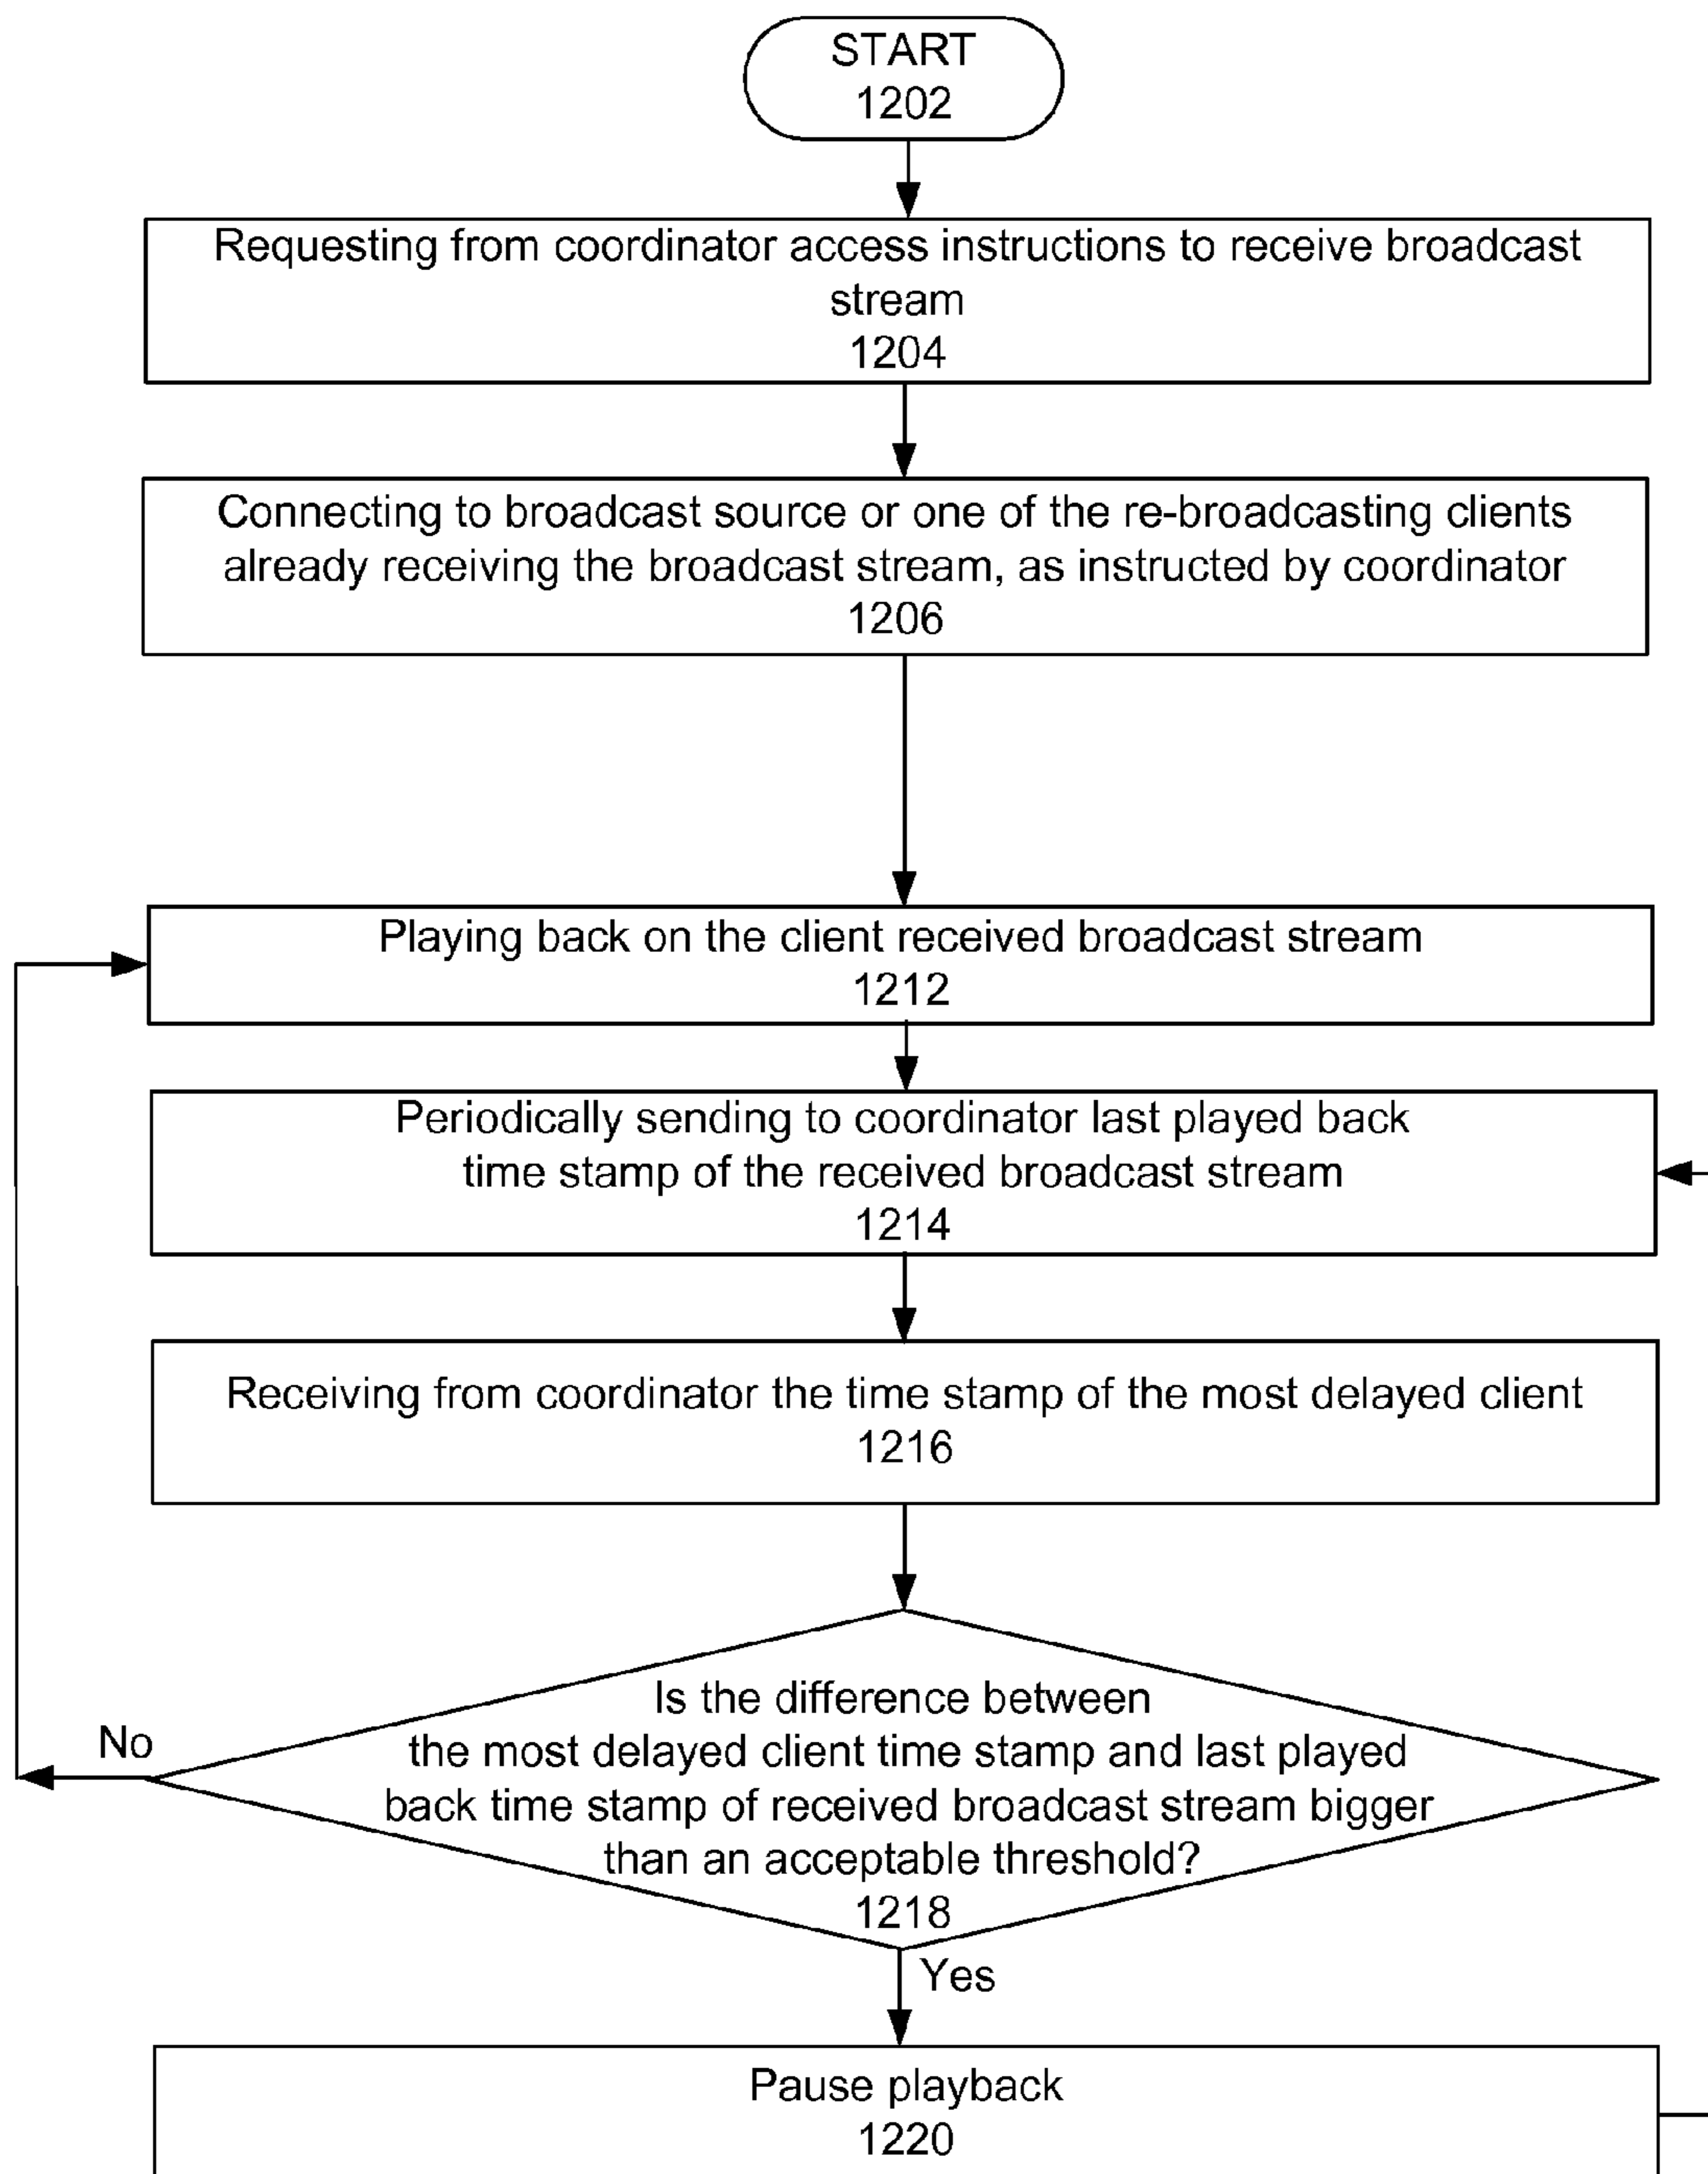 START
1202
Requesting from coordinator access instructions to receive broadcast
stream
1204
Connecting to broadcast source or one of the re-broadcasting clients
already receiving the broadcast stream, as instructed by coordinator
1206
Playing back on the client received broadcast stream
1212
Periodically sending to coordinator last played back
time stamp of the received broadcast stream
1214
Receiving from coordinator the time stamp of the most delayed client
1216
Is the difference between
the most delayed client time stamp and last played
back time stamp of received broadcast stream bigger
than an acceptable threshold?
1218
No
Yes
Pause playback
1220